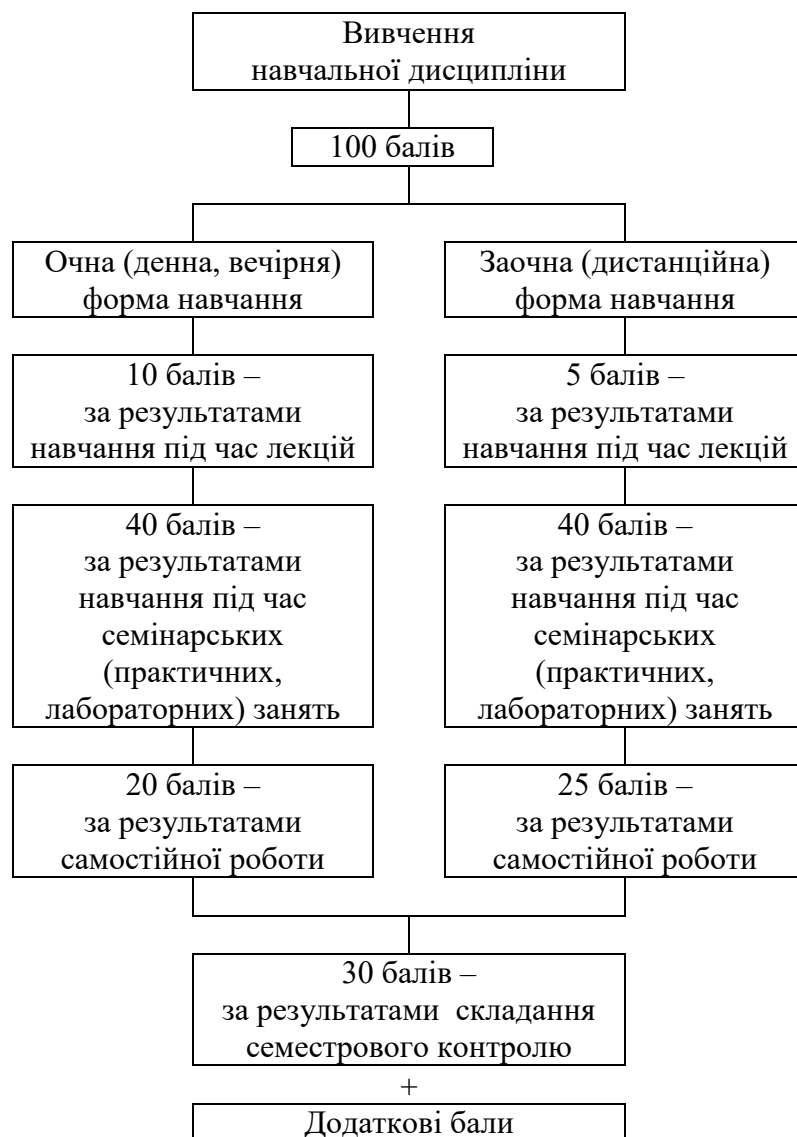 Вивчення
навчальної дисципліни
100 балів
Очна (денна, вечірня)
форма навчання
Заочна (дистанційна)
форма навчання
10 балів –
за результатами
навчання під час лекцій
5 балів –
за результатами
навчання під час лекцій
40 балів –
за результатами
навчання під час
семінарських
(практичних,
лабораторних) занять
40 балів –
за результатами
навчання під час
семінарських
(практичних,
лабораторних) занять
20 балів –
за результатами
самостійної роботи
25 балів –
за результатами
самостійної роботи
30 балів –
за результатами складання
семестрового контролю
+
Додаткові бали